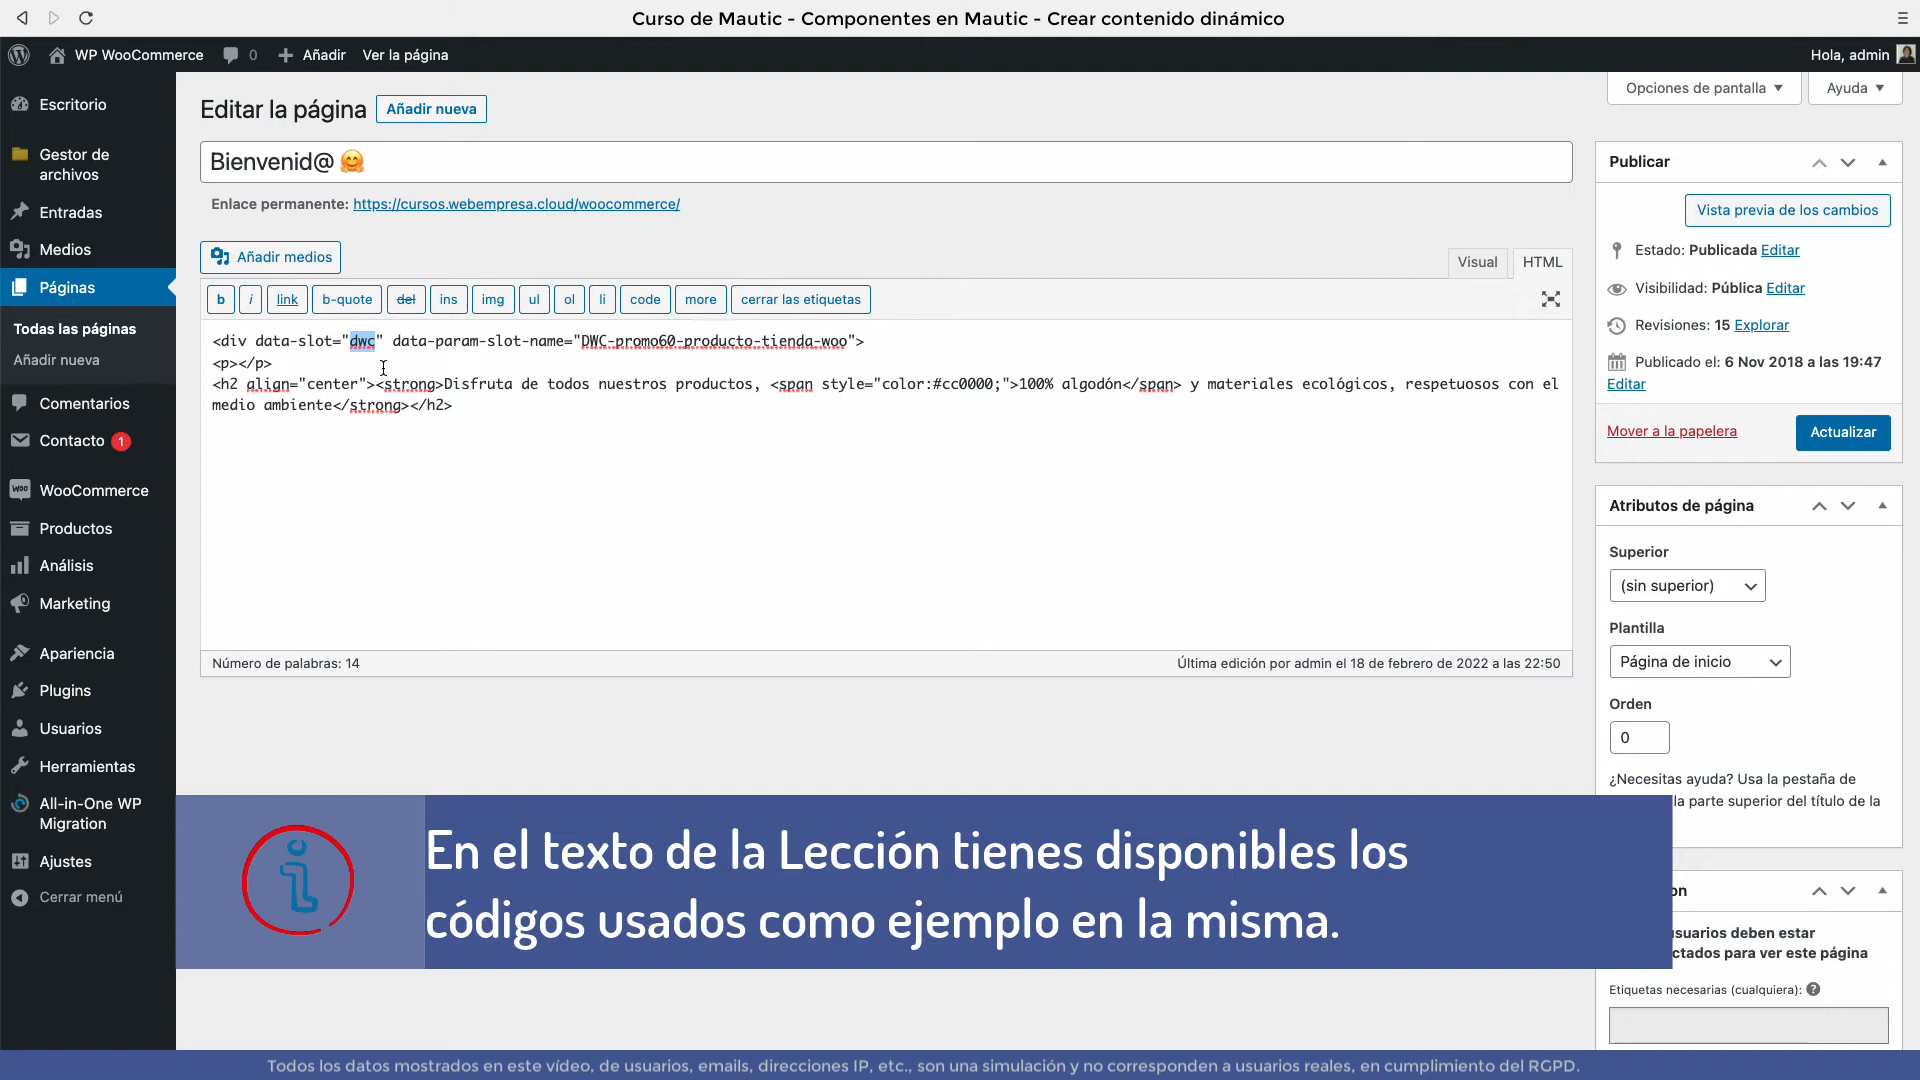 Curso de Mautic - Componentes en Mautic - Crear contenido dinámico
WP WooCommerce
0
Añadir
Ver la página
Hola, admin
Escritorio
Gestor de
archivos
Entradas
Medios
Páginas
Todas las páginas
Añadir nueva
Comentarios
Contacto 1
WooCommerce
Productos
Análisis
Marketing
Apariencia
Plugins
Usuarios
Herramientas
All-in-One WP
Migration
Ajustes
Cerrar menú
Opciones de pantalla
Ayuda
Editar la página
Añadir nueva
Bienvenid@ 🤗
Enlace permanente: https://cursos.webempresa.cloud/woocommerce/
Añadir medios
Visual
HTML
b
i
link
b-quote
del
ins
img
ul
ol
li
code
more
cerrar las etiquetas
<div data-slot="dwc" data-param-slot-name="DWC-promo60-producto-tienda-woo">
<p></p>
<h2 align="center"><strong>Disfruta de todos nuestros productos, <span style="color:#cc0000;">100% algodón</span> y materiales ecológicos, respetuosos con el
medio ambiente</strong></h2>
Número de palabras: 14
Última edición por admin el 18 de febrero de 2022 a las 22:50
Publicar
Vista previa de los cambios
Estado: Publicada Editar
Visibilidad: Pública Editar
Revisiones: 15 Explorar
Publicado el: 6 Nov 2018 a las 19:47
Editar
Mover a la papelera
Actualizar
Atributos de página
Superior
(sin superior)
Plantilla
Página de inicio
Orden
0
¿Necesitas ayuda? Usa la pestaña de
la parte superior del título de la
on
suarios deben estar
ctados para ver este página
Etiquetas necesarias (cualquiera):
En el texto de la Lección tienes disponibles los
códigos usados como ejemplo en la misma.
Todos los datos mostrados en este vídeo, de usuarios, emails, direcciones IP, etc., son una simulación y no corresponden a usuarios reales, en cumplimiento del RGPD.